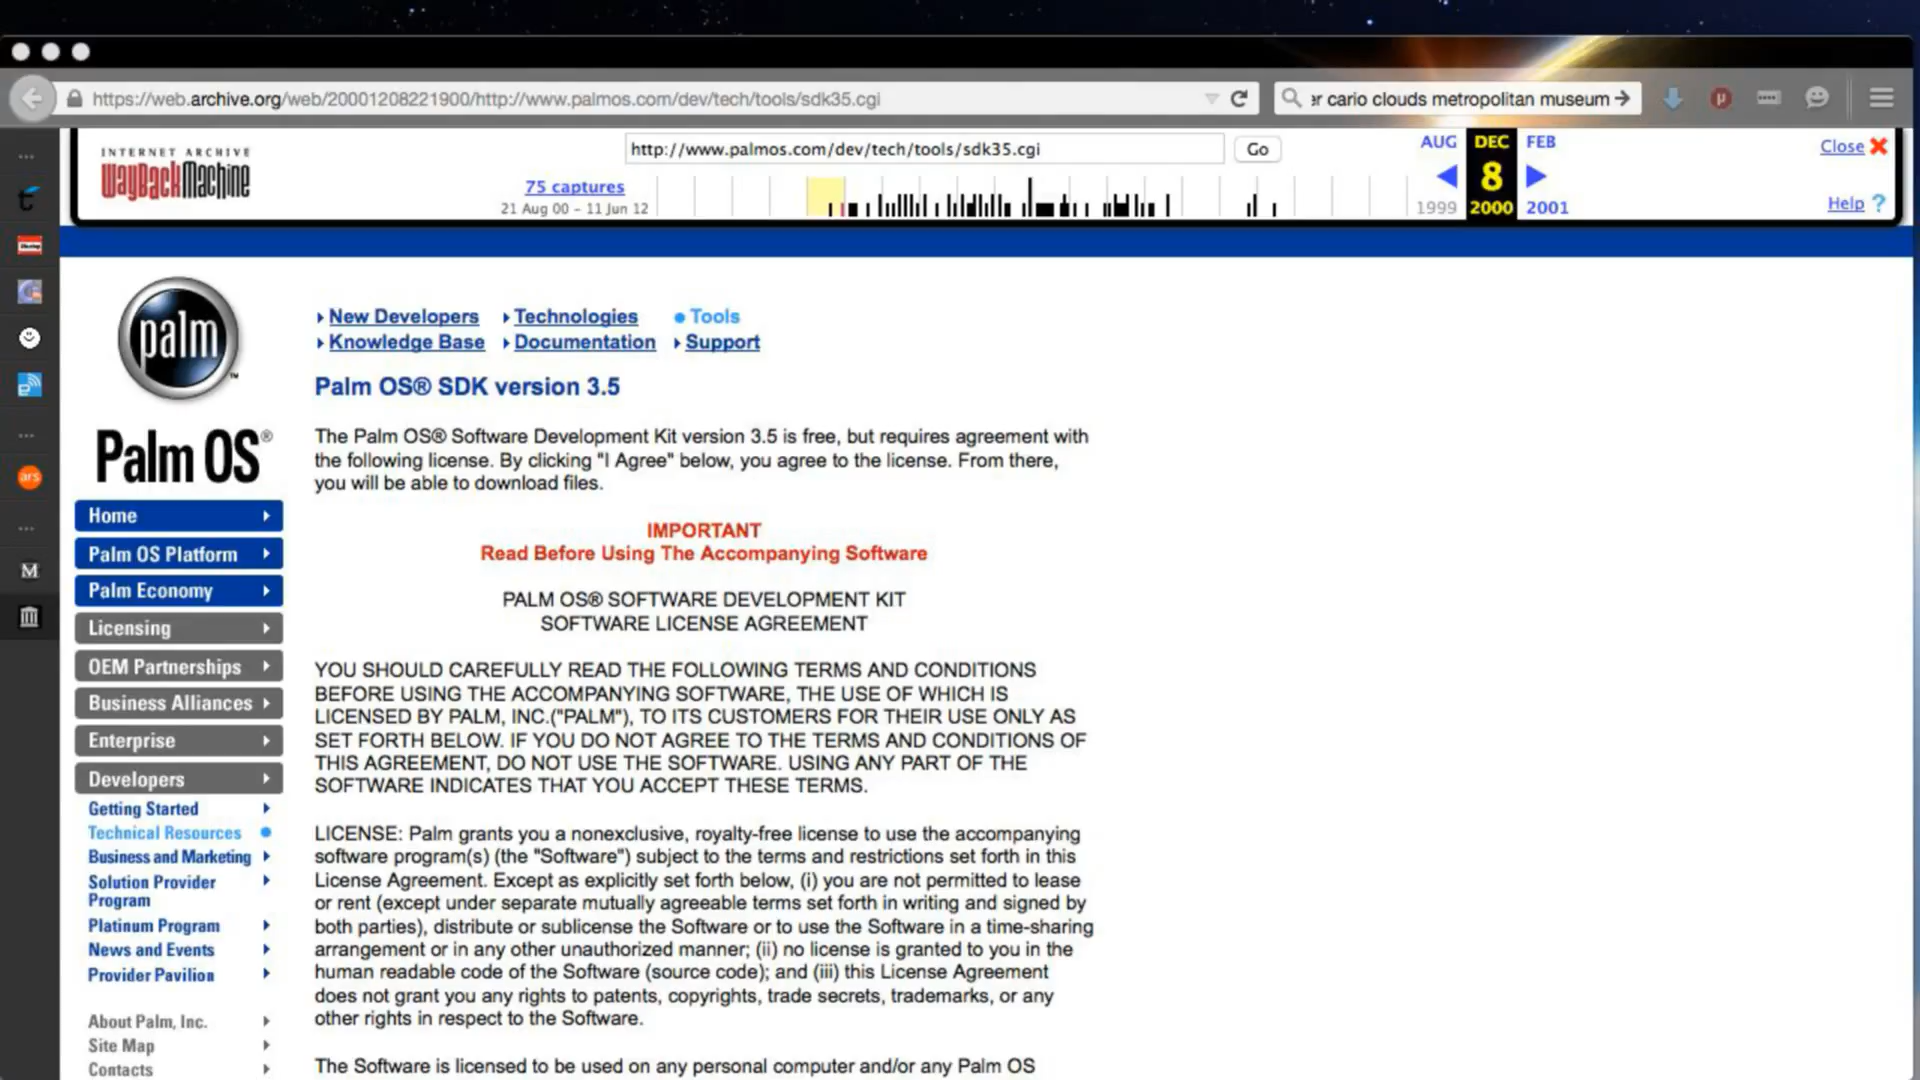 https://web.archive.org/web/20001208221900/http://www.palmos.com/dev/tech/tools/sdk35.cgi
er cario clouds metropolitan museum
INTERNET ARCHIVE
WayBackMachine
http://www.palmos.com/dev/tech/tools/sdk35.cgi
Go
75 captures
21 Aug 00 – 11 Jun 12
AUG DEC FEB
8
1999 2000 2001
Close
Help ?
palm
TM
Palm OS®
Home
Palm OS Platform
Palm Economy
Licensing
OEM Partnerships
Business Alliances
Enterprise
Developers
Getting Started
Technical Resources
Business and Marketing
Solution Provider
Program
Platinum Program
News and Events
Provider Pavilion
About Palm, Inc.
Site Map
Contacts
ars
M
New Developers Technologies Tools
Knowledge Base Documentation Support
Palm OS® SDK version 3.5
The Palm OS® Software Development Kit version 3.5 is free, but requires agreement with
the following license. By clicking "I Agree" below, you agree to the license. From there,
you will be able to download files.
IMPORTANT
Read Before Using The Accompanying Software
PALM OS® SOFTWARE DEVELOPMENT KIT
SOFTWARE LICENSE AGREEMENT
YOU SHOULD CAREFULLY READ THE FOLLOWING TERMS AND CONDITIONS
BEFORE USING THE ACCOMPANYING SOFTWARE, THE USE OF WHICH IS
LICENSED BY PALM, INC.("PALM"), TO ITS CUSTOMERS FOR THEIR USE ONLY AS
SET FORTH BELOW. IF YOU DO NOT AGREE TO THE TERMS AND CONDITIONS OF
THIS AGREEMENT, DO NOT USE THE SOFTWARE. USING ANY PART OF THE
SOFTWARE INDICATES THAT YOU ACCEPT THESE TERMS.
LICENSE: Palm grants you a nonexclusive, royalty-free license to use the accompanying
software program(s) (the "Software") subject to the terms and restrictions set forth in this
License Agreement. Except as explicitly set forth below, (i) you are not permitted to lease
or rent (except under separate mutually agreeable terms set forth in writing and signed by
both parties), distribute or sublicense the Software or to use the Software in a time-sharing
arrangement or in any other unauthorized manner; (ii) no license is granted to you in the
human readable code of the Software (source code); and (iii) this License Agreement
does not grant you any rights to patents, copyrights, trade secrets, trademarks, or any
other rights in respect to the Software.
The Software is licensed to be used on any personal computer and/or any Palm OS